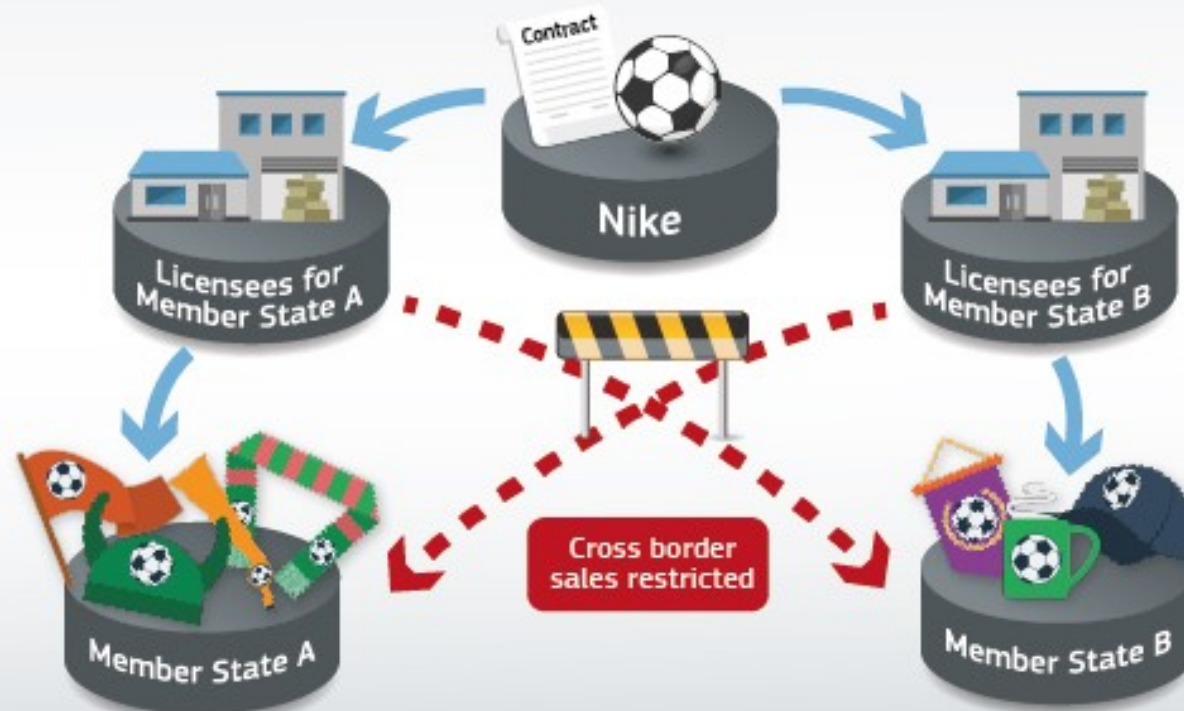 Contract
Nike
Licensees for
Member State A
Licensees for
Member State B
Cross border
sales restricted
Member State A
Member State B